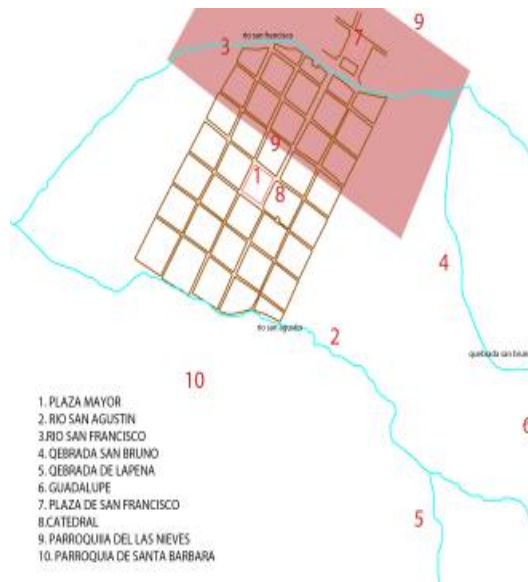 9
7
rio san francisco
3
9
1
8
4
2
rio san agustin
quebrada san brun
10
6
5
1. PLAZA MAYOR
2. RIO SAN AGUSTIN
3.RIO SAN FRANCISCO
4. QEBRADA SAN BRUNO
5. QEBRADA DE LAPENA
6. GUADALUPE
7. PLAZA DE SAN FRANCISCO
8.CATEDRAL
9. PARROQUIIA DEL LAS NIEVES
10. PARROQUIA DE SANTA BARBARA